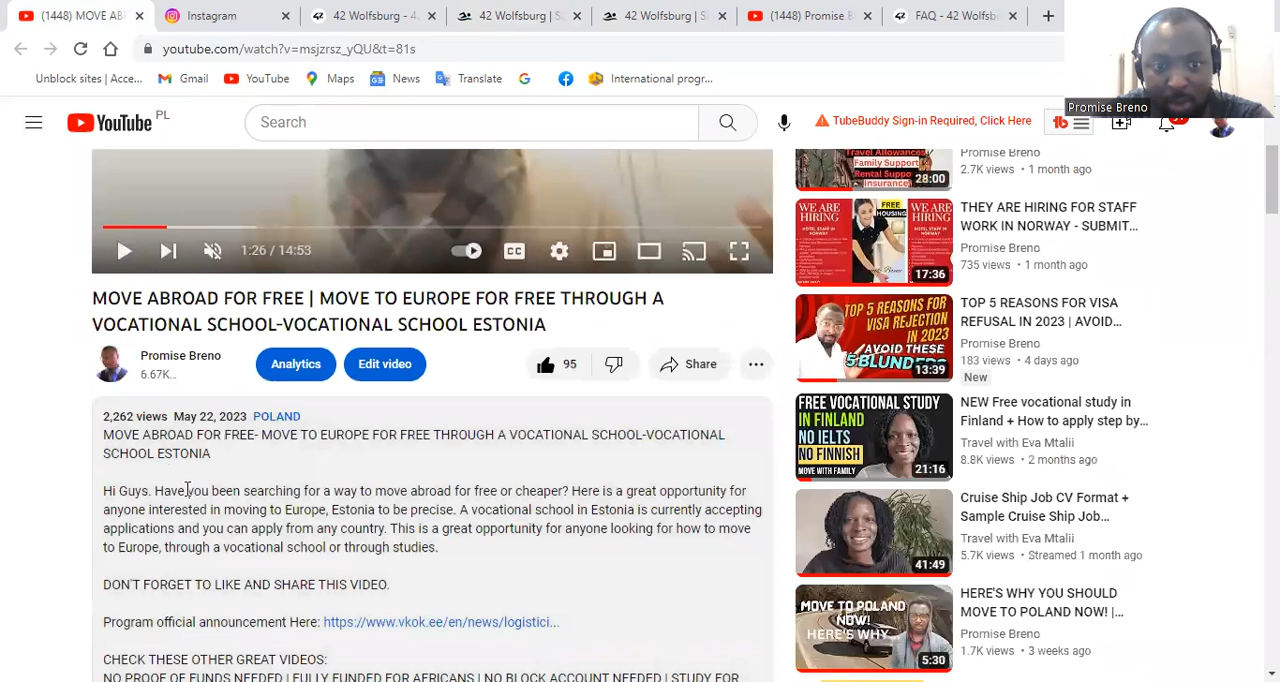 (1448) MOVE AB
Instagram
42 Wolfsburg - 4
42 Wolfsburg | S
42 Wolfsburg | S
(1448) Promise B
FAQ - 42 Wolfsb
youtube.com/watch?v=msjzrsz_yQU&t=81s
Unblock sites | Acce...
Gmail
YouTube
Maps
News
Translate
International progr...
Promise Breno
YouTube PL
Search
TubeBuddy Sign-in Required, Click Here
Travel Allowances
Family Support
Rental Suppo
Insurance
28:00
Promise Breno
2.7K views • 1 month ago
WE ARE HIRING
FREE HOUSING
WE ARE HIRING
17:36
THEY ARE HIRING FOR STAFF
WORK IN NORWAY - SUBMIT...
Promise Breno
735 views • 1 month ago
:26 / 14:53
CC
MOVE ABROAD FOR FREE | MOVE TO EUROPE FOR FREE THROUGH A
VOCATIONAL SCHOOL-VOCATIONAL SCHOOL ESTONIA
Promise Breno
6.67K...
Analytics
Edit video
95
Share
TOP 5 REASONS FOR
VISA REJECTION
IN 2023
AVOID THESE
5 BLUNDERS
13:39
TOP 5 REASONS FOR VISA
REFUSAL IN 2023 | AVOID...
Promise Breno
183 views • 4 days ago
New
2,262 views May 22, 2023 POLAND
MOVE ABROAD FOR FREE- MOVE TO EUROPE FOR FREE THROUGH A VOCATIONAL SCHOOL-VOCATIONAL
SCHOOL ESTONIA
Hi Guys. Have you been searching for a way to move abroad for free or cheaper? Here is a great opportunity for
anyone interested in moving to Europe, Estonia to be precise. A vocational school in Estonia is currently accepting
applications and you can apply from any country. This is a great opportunity for anyone looking for how to move
to Europe, through a vocational school or through studies.
DON'T FORGET TO LIKE AND SHARE THIS VIDEO.
Program official announcement Here: https://www.vkok.ee/en/news/logistici...
CHECK THESE OTHER GREAT VIDEOS:
NO PROOF OF FUNDS NEEDED | FULLY FUNDED FOR AFRICANS | NO BLOCK ACCOUNT NEEDED | STUDY FOR
FREE VOCATIONAL STUDY
IN FINLAND
NO IELTS
NO FINNISH
MOVE WITH FAMILY
21:16
NEW Free vocational study in
Finland + How to apply step by...
Travel with Eva Mtalii
8.8K views • 2 months ago
41:49
Cruise Ship Job CV Format +
Sample Cruise Ship Job...
Travel with Eva Mtalii
5.7K views • Streamed 1 month ago
MOVE TO POLAND
NOW!
HERE'S WHY...
5:30
HERE'S WHY YOU SHOULD
MOVE TO POLAND NOW! |
Promise Breno
1.7K views • 3 weeks ago